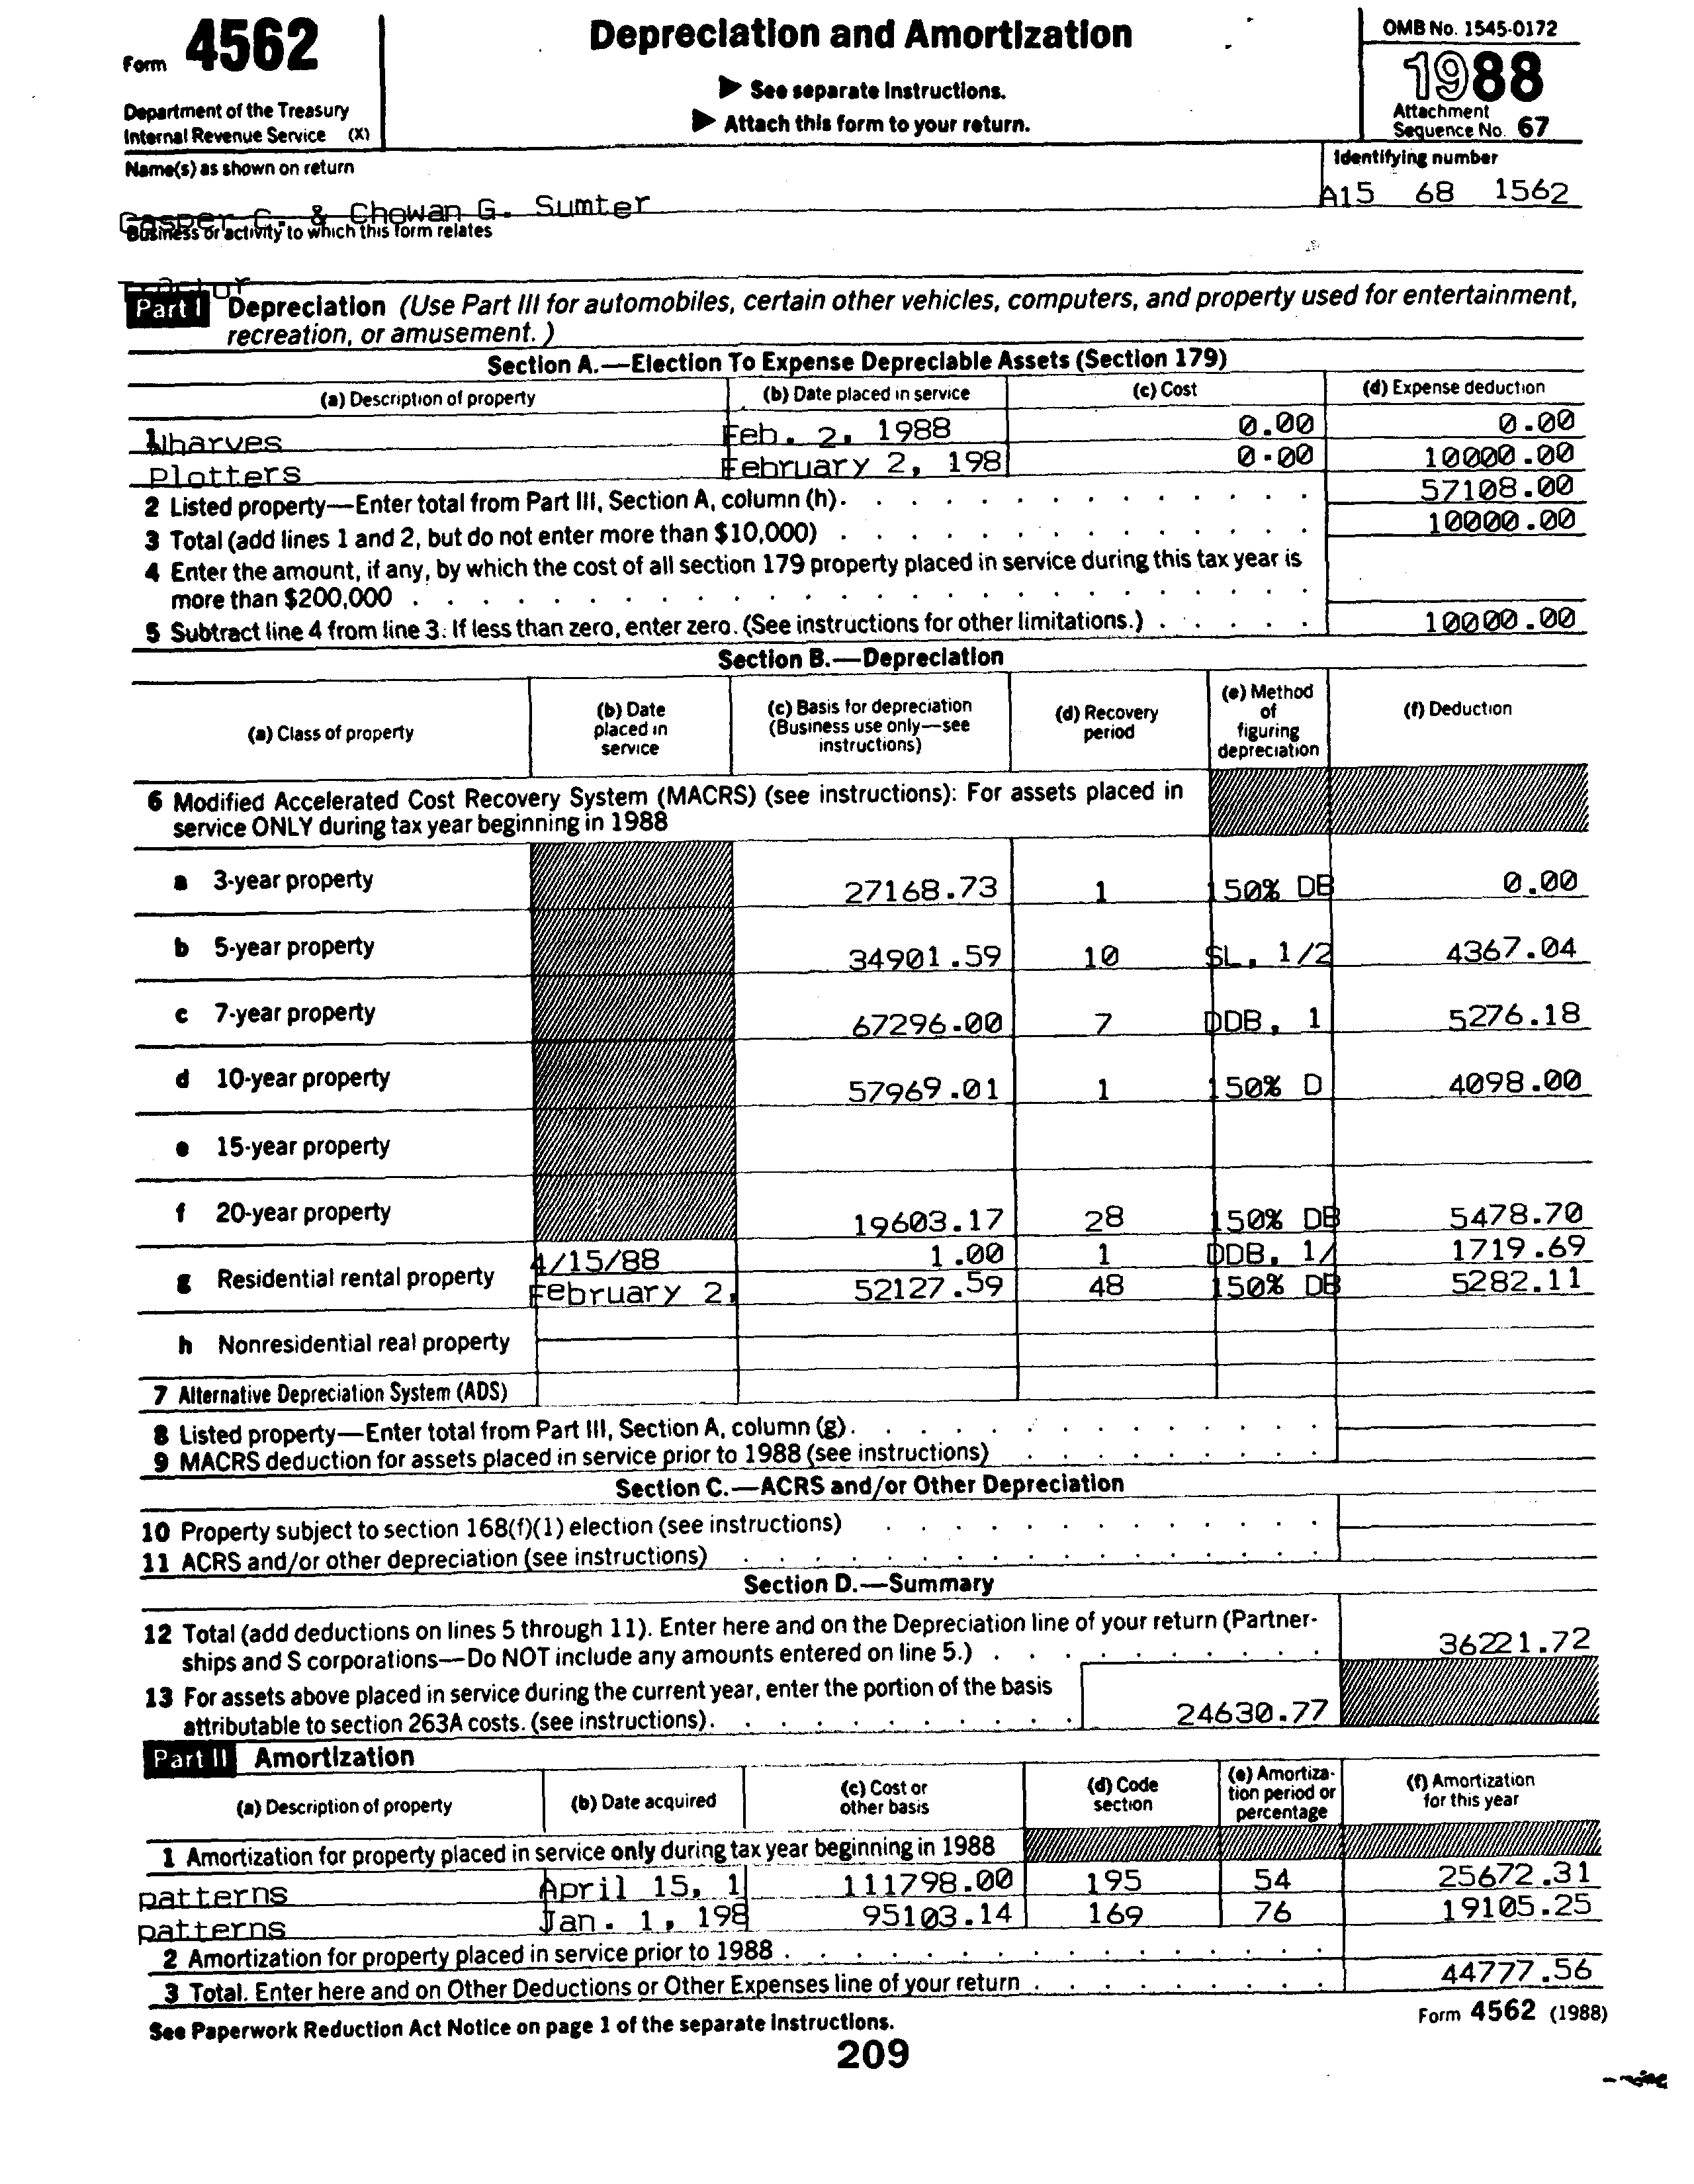 Form 4562
Department of the Treasury
Internal Revenue Service (X)
Depreciation and Amortization
▶ See separate instructions.
▶ Attach this form to your return.
OMB No. 1545-0172
1988
Attachment
Sequence No. 67
Name(s) as shown on return
Identifying number
Casper C. & Chowan G. Sumter
A15 68 1562
Business or activity to which this form relates
Tractor
Part I Depreciation (Use Part III for automobiles, certain other vehicles, computers, and property used for entertainment,
recreation, or amusement.)
Section A.—Election To Expense Depreciable Assets (Section 179)
(a) Description of property (b) Date placed in service (c) Cost (d) Expense deduction
1 Wharves Feb. 2, 1988 0.00 0.00
Plotters February 2, 198 0.00 10000.00
2 Listed property—Enter total from Part III, Section A, column (h). 57108.00
3 Total (add lines 1 and 2, but do not enter more than $10,000) 10000.00
4 Enter the amount, if any, by which the cost of all section 179 property placed in service during this tax year is
more than $200,000
5 Subtract line 4 from line 3. If less than zero, enter zero. (See instructions for other limitations.) 10000.00
Section B.—Depreciation
(a) Class of property (b) Date placed in service (c) Basis for depreciation (Business use only—see instructions) (d) Recovery period (e) Method of figuring depreciation (f) Deduction
6 Modified Accelerated Cost Recovery System (MACRS) (see instructions): For assets placed in
service ONLY during tax year beginning in 1988
a 3-year property 27168.73 1 150% DB 0.00
b 5-year property 34901.59 10 SL, 1/2 4367.04
c 7-year property 67296.00 7 DDB, 1 5276.18
d 10-year property 57969.01 1 150% D 4098.00
e 15-year property
f 20-year property 19603.17 28 150% DB 5478.70
4/15/88 1.00 1 DDB, 1/ 1719.69
g Residential rental property February 2, 52127.59 48 150% DB 5282.11
h Nonresidential real property
7 Alternative Depreciation System (ADS)
8 Listed property—Enter total from Part III, Section A, column (g).
9 MACRS deduction for assets placed in service prior to 1988 (see instructions)
Section C.—ACRS and/or Other Depreciation
10 Property subject to section 168(f)(1) election (see instructions)
11 ACRS and/or other depreciation (see instructions)
Section D.—Summary
12 Total (add deductions on lines 5 through 11). Enter here and on the Depreciation line of your return (Partner-
ships and S corporations—Do NOT include any amounts entered on line 5.) 36221.72
13 For assets above placed in service during the current year, enter the portion of the basis
attributable to section 263A costs. (see instructions). 24630.77
Part II Amortization
(a) Description of property (b) Date acquired (c) Cost or other basis (d) Code section (e) Amortiza-tion period or percentage (f) Amortization for this year
1 Amortization for property placed in service only during tax year beginning in 1988
patterns April 15, 1 111798.00 195 54 25672.31
patterns Jan. 1, 198 95103.14 169 76 19105.25
2 Amortization for property placed in service prior to 1988
3 Total. Enter here and on Other Deductions or Other Expenses line of your return 44777.56
See Paperwork Reduction Act Notice on page 1 of the separate instructions.
Form 4562 (1988)
209